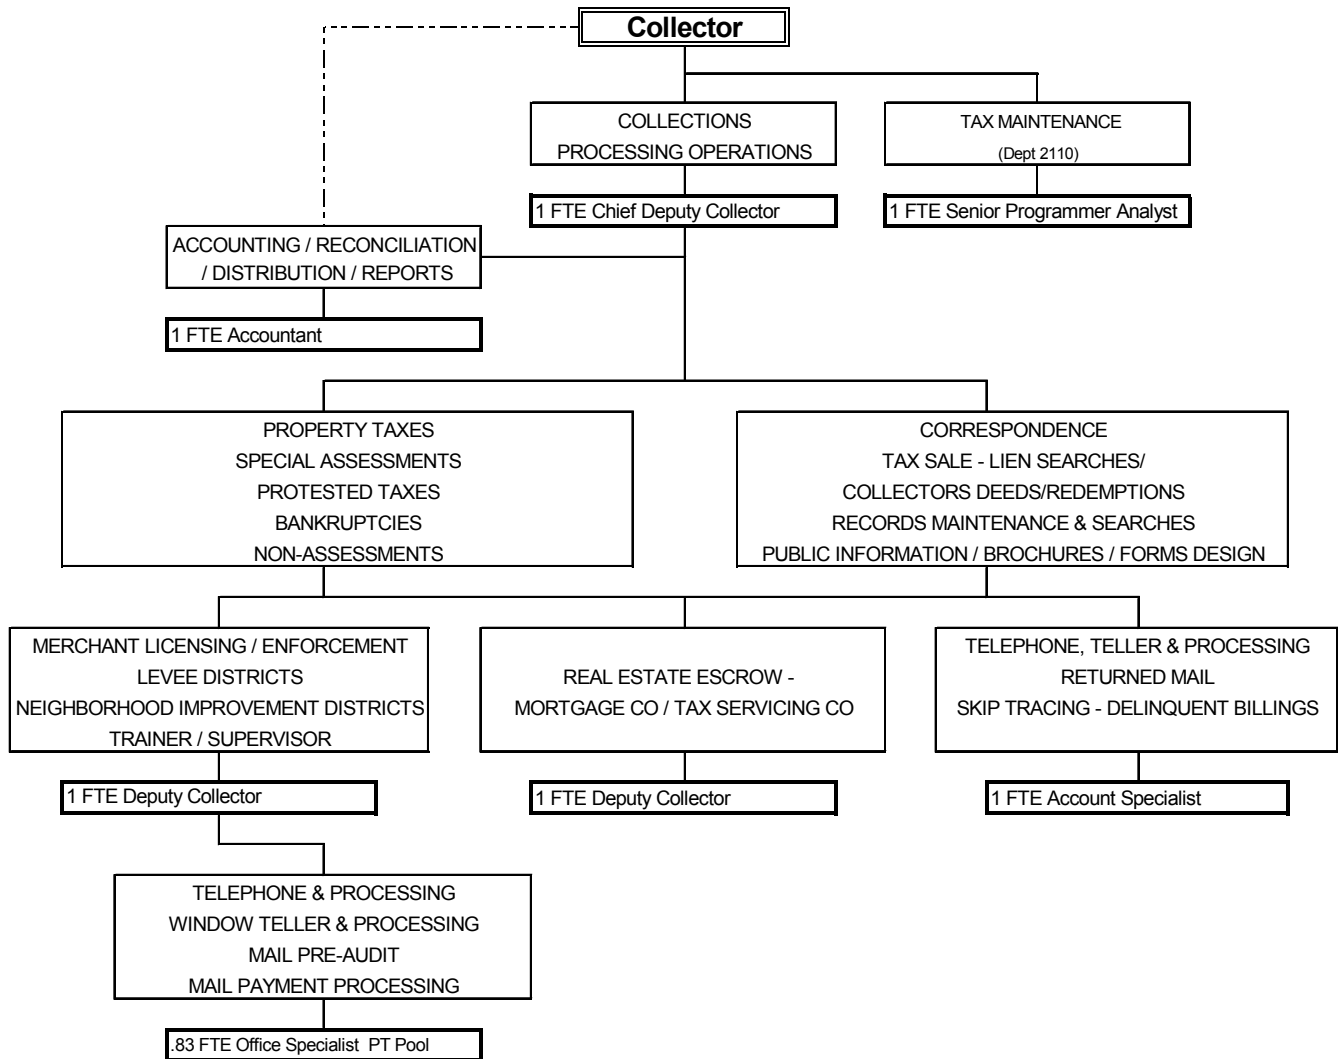 Collector
COLLECTIONS
PROCESSING OPERATIONS
TAX MAINTENANCE
(Dept 2110)
1 FTE Chief Deputy Collector
1 FTE Senior Programmer Analyst
ACCOUNTING / RECONCILIATION
/ DISTRIBUTION / REPORTS
1 FTE Accountant
PROPERTY TAXES
SPECIAL ASSESSMENTS
PROTESTED TAXES
BANKRUPTCIES
NON-ASSESSMENTS
CORRESPONDENCE
TAX SALE - LIEN SEARCHES/
COLLECTORS DEEDS/REDEMPTIONS
RECORDS MAINTENANCE & SEARCHES
PUBLIC INFORMATION / BROCHURES / FORMS DESIGN
MERCHANT LICENSING / ENFORCEMENT
LEVEE DISTRICTS
NEIGHBORHOOD IMPROVEMENT DISTRICTS
TRAINER / SUPERVISOR
REAL ESTATE ESCROW -
MORTGAGE CO / TAX SERVICING CO
TELEPHONE, TELLER & PROCESSING
RETURNED MAIL
SKIP TRACING - DELINQUENT BILLINGS
1 FTE Deputy Collector
1 FTE Deputy Collector
1 FTE Account Specialist
TELEPHONE & PROCESSING
WINDOW TELLER & PROCESSING
MAIL PRE-AUDIT
MAIL PAYMENT PROCESSING
.83 FTE Office Specialist PT Pool